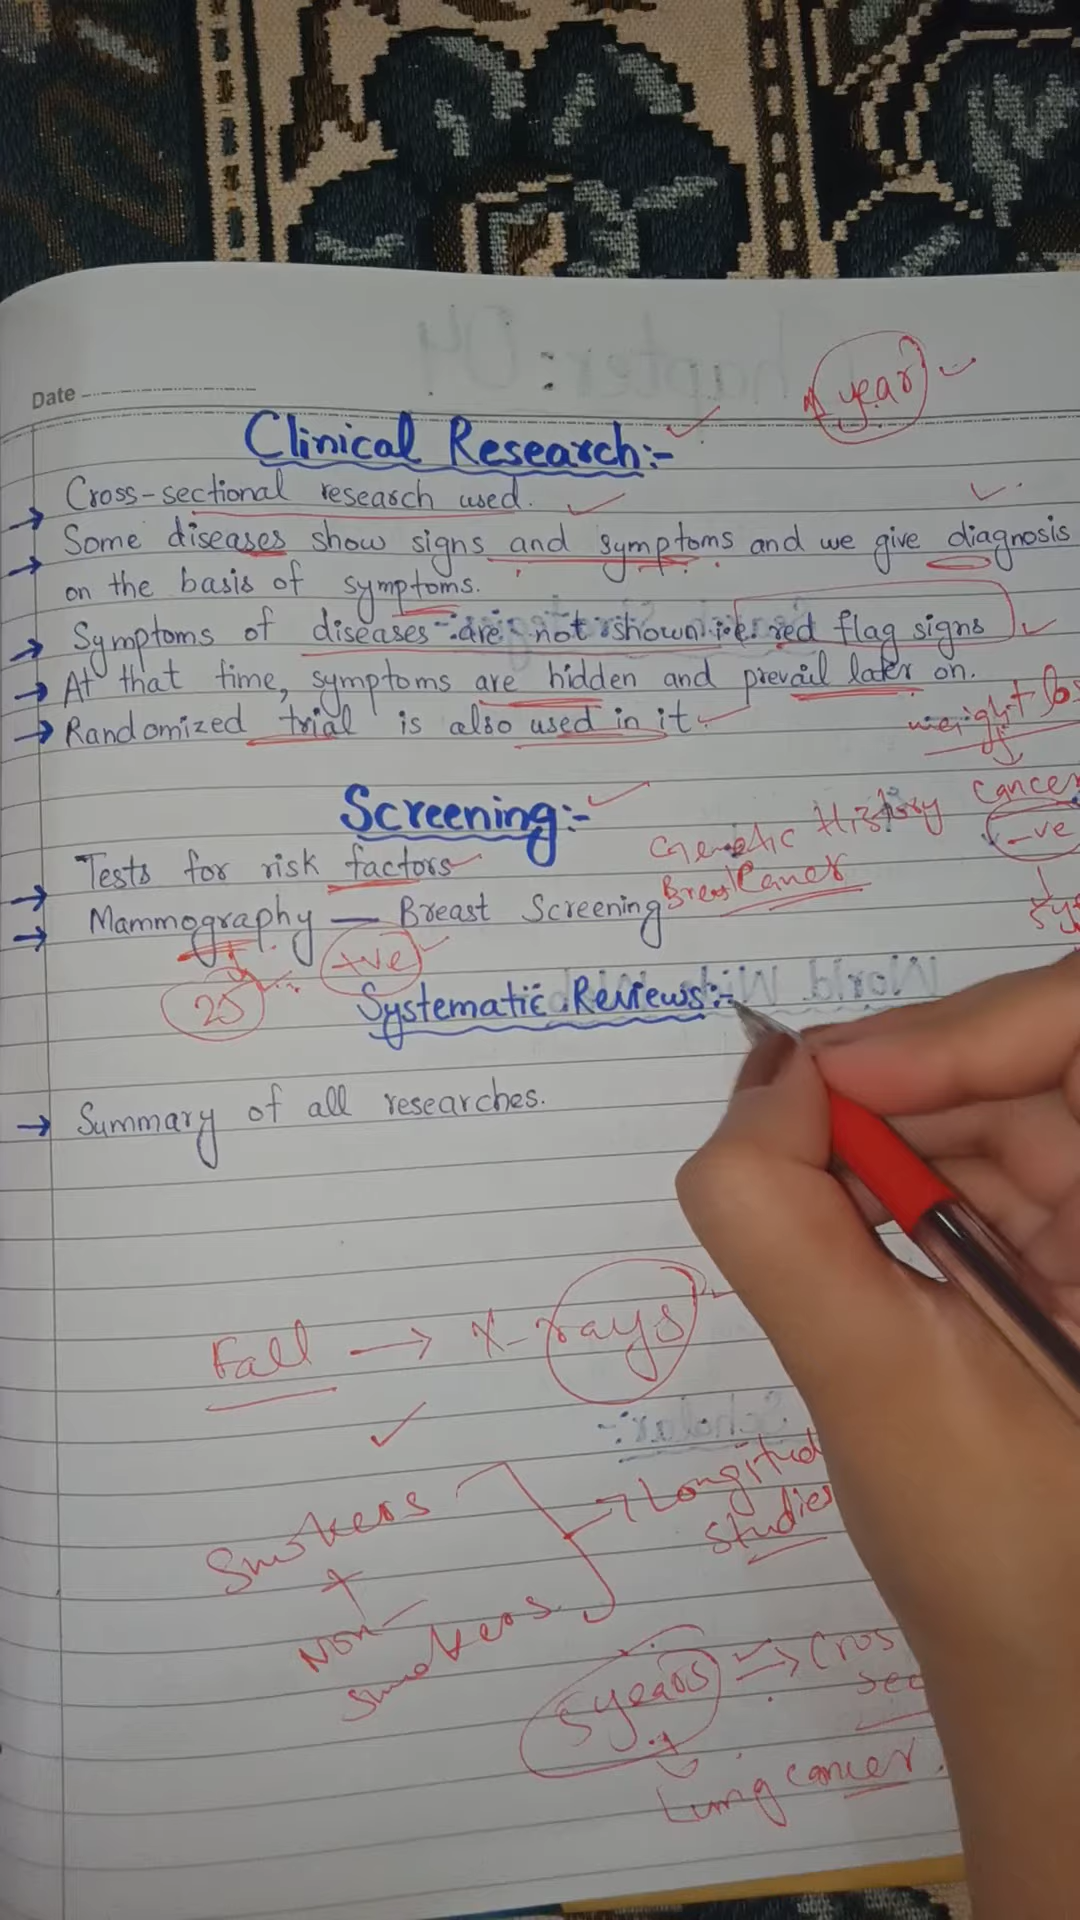 Date
1 year
Clinical Research:-
→ Cross-sectional research used.
→ Some diseases show signs and symptoms and we give diagnosis
on the basis of symptoms.
→ Symptoms of diseases are not shown i.e. red flag signs
→ At that time, symptoms are hidden and prevail later on.
→ Randomized trial is also used in it.
weight los
Screening:-
cancer
-ve
Genetic History
→ Tests for risk factors
Breast Cancer
→ Mammography — Breast Screening
+ve
25
Systematic Reviews:-
→ Summary of all researches.
Fall → X-rays
Smokers
+
Non
smokers
→ Longitud
studies
5 years → Cros
sec
Lung cancer.